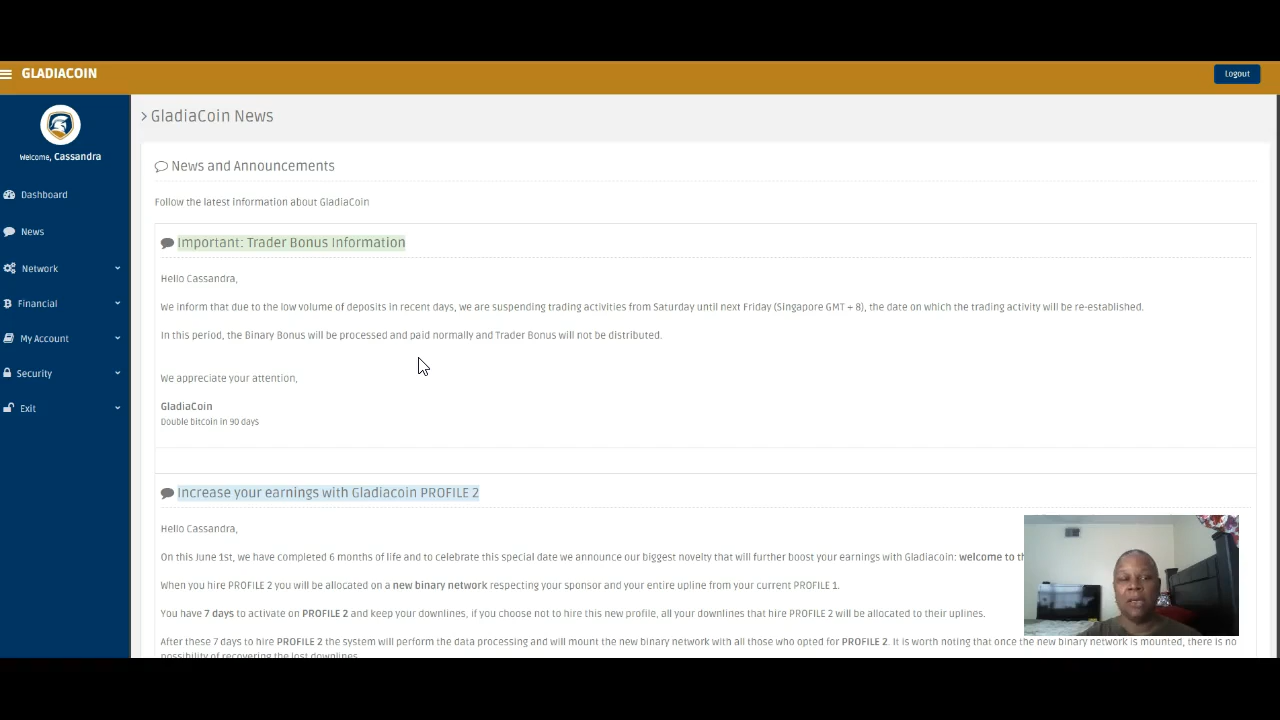 GLADIACOIN
Logout
Welcome, Cassandra
Dashboard
News
Network
Financial
My Account
Security
Exit
> GladiaCoin News
News and Announcements
Follow the latest information about GladiaCoin
Important: Trader Bonus Information
Hello Cassandra,
We inform that due to the low volume of deposits in recent days, we are suspending trading activities from Saturday until next Friday (Singapore GMT + 8), the date on which the trading activity will be re-established.
In this period, the Binary Bonus will be processed and paid normally and Trader Bonus will not be distributed.
We appreciate your attention,
GladiaCoin
Double bitcoin in 90 days
Increase your earnings with Gladiacoin PROFILE 2
Hello Cassandra,
On this June 1st, we have completed 6 months of life and to celebrate this special date we announce our biggest novelty that will further boost your earnings with Gladiacoin: welcome to th
When you hire PROFILE 2 you will be allocated on a new binary network respecting your sponsor and your entire upline from your current PROFILE 1.
You have 7 days to activate on PROFILE 2 and keep your downlines, if you choose not to hire this new profile, all your downlines that hire PROFILE 2 will be allocated to their uplines.
After these 7 days to hire PROFILE 2 the system will perform the data processing and will mount the new binary network with all those who opted for PROFILE 2. It is worth noting that once the new binary network is mounted, there is no
possibility of recovering the lost downlines.